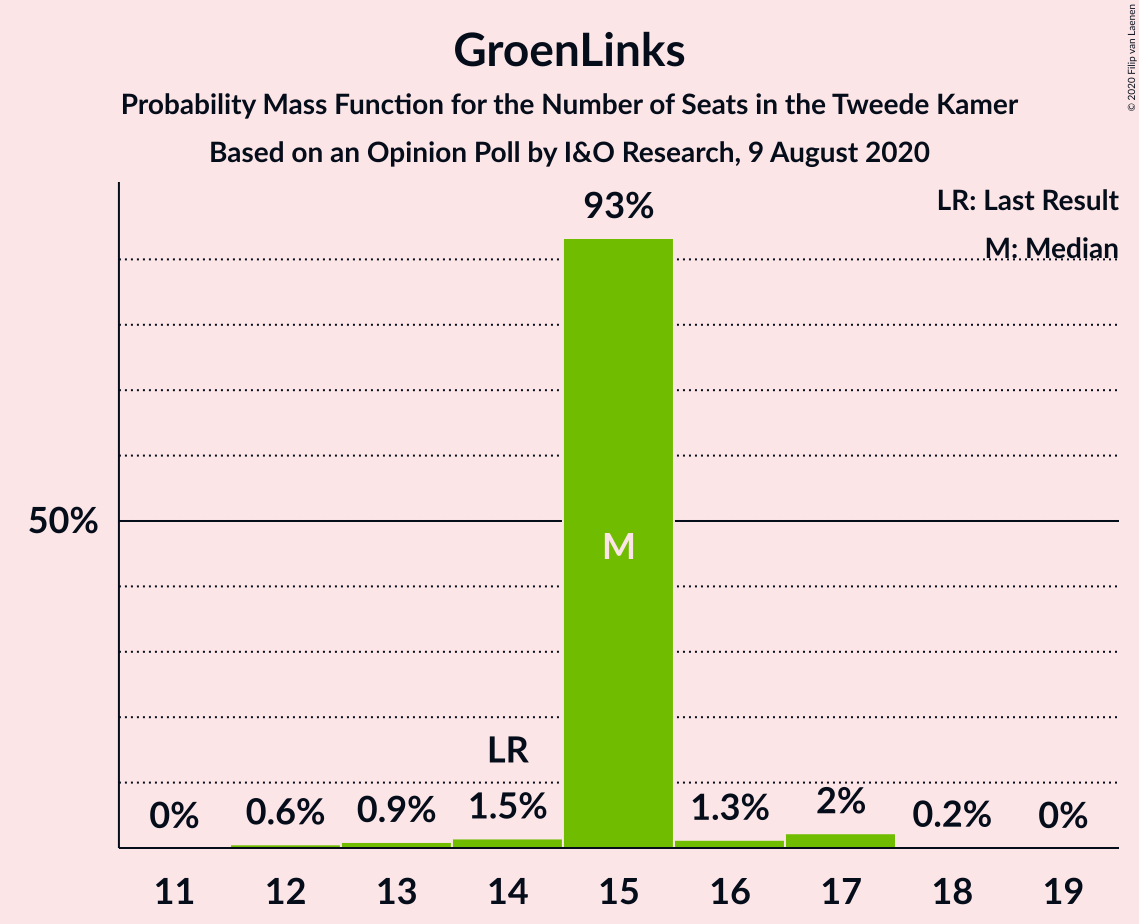 GroenLinks
Probability Mass Function for the Number of Seats in the Tweede Kamer
Based on an Opinion Poll by I&O Research, 9 August 2020
© 2020 Filip van Laenen
LR: Last Result
M: Median
93%
50%
M
LR
0% 0.6% 0.9% 1.5% 1.3% 2% 0.2% 0%
11 12 13 14 15 16 17 18 19